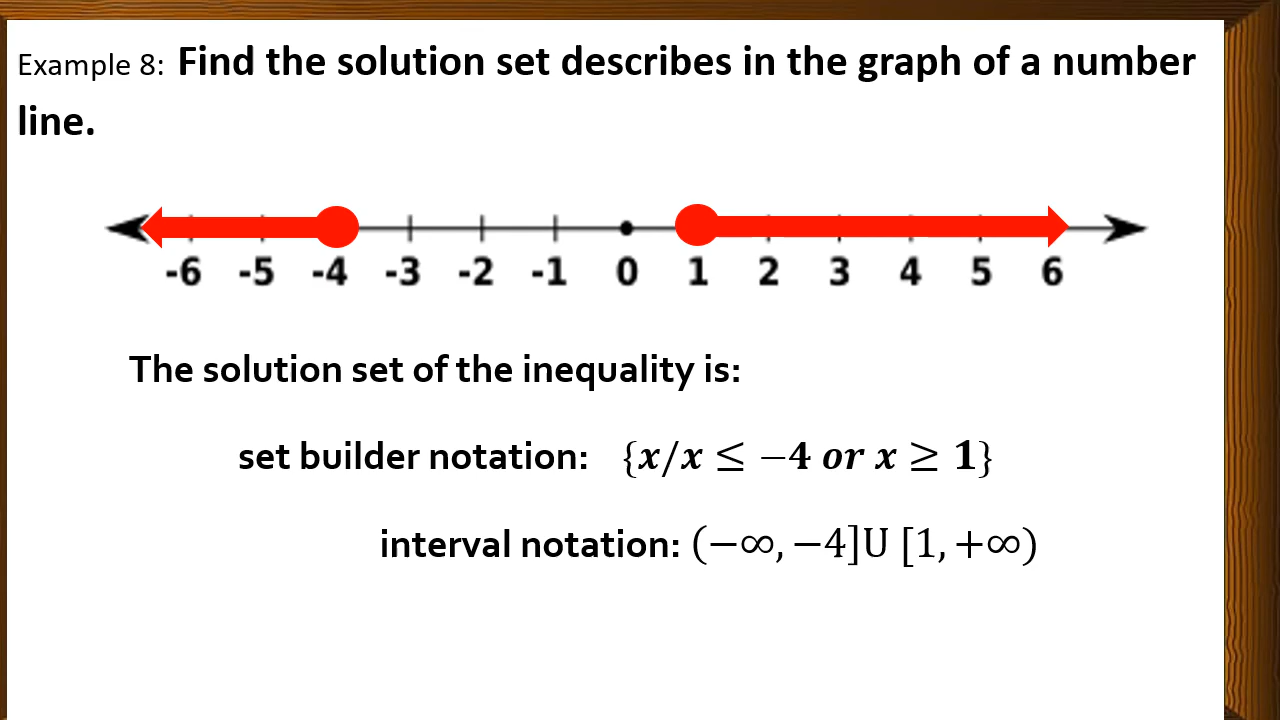 Example 8: Find the solution set describes in the graph of a number
line.
-6 -5 -4 -3 -2 -1 0 1 2 3 4 5 6
The solution set of the inequality is:
set builder notation: {x/x ≤ −4 or x ≥ 1}
interval notation: (−∞, −4]U [1, +∞)